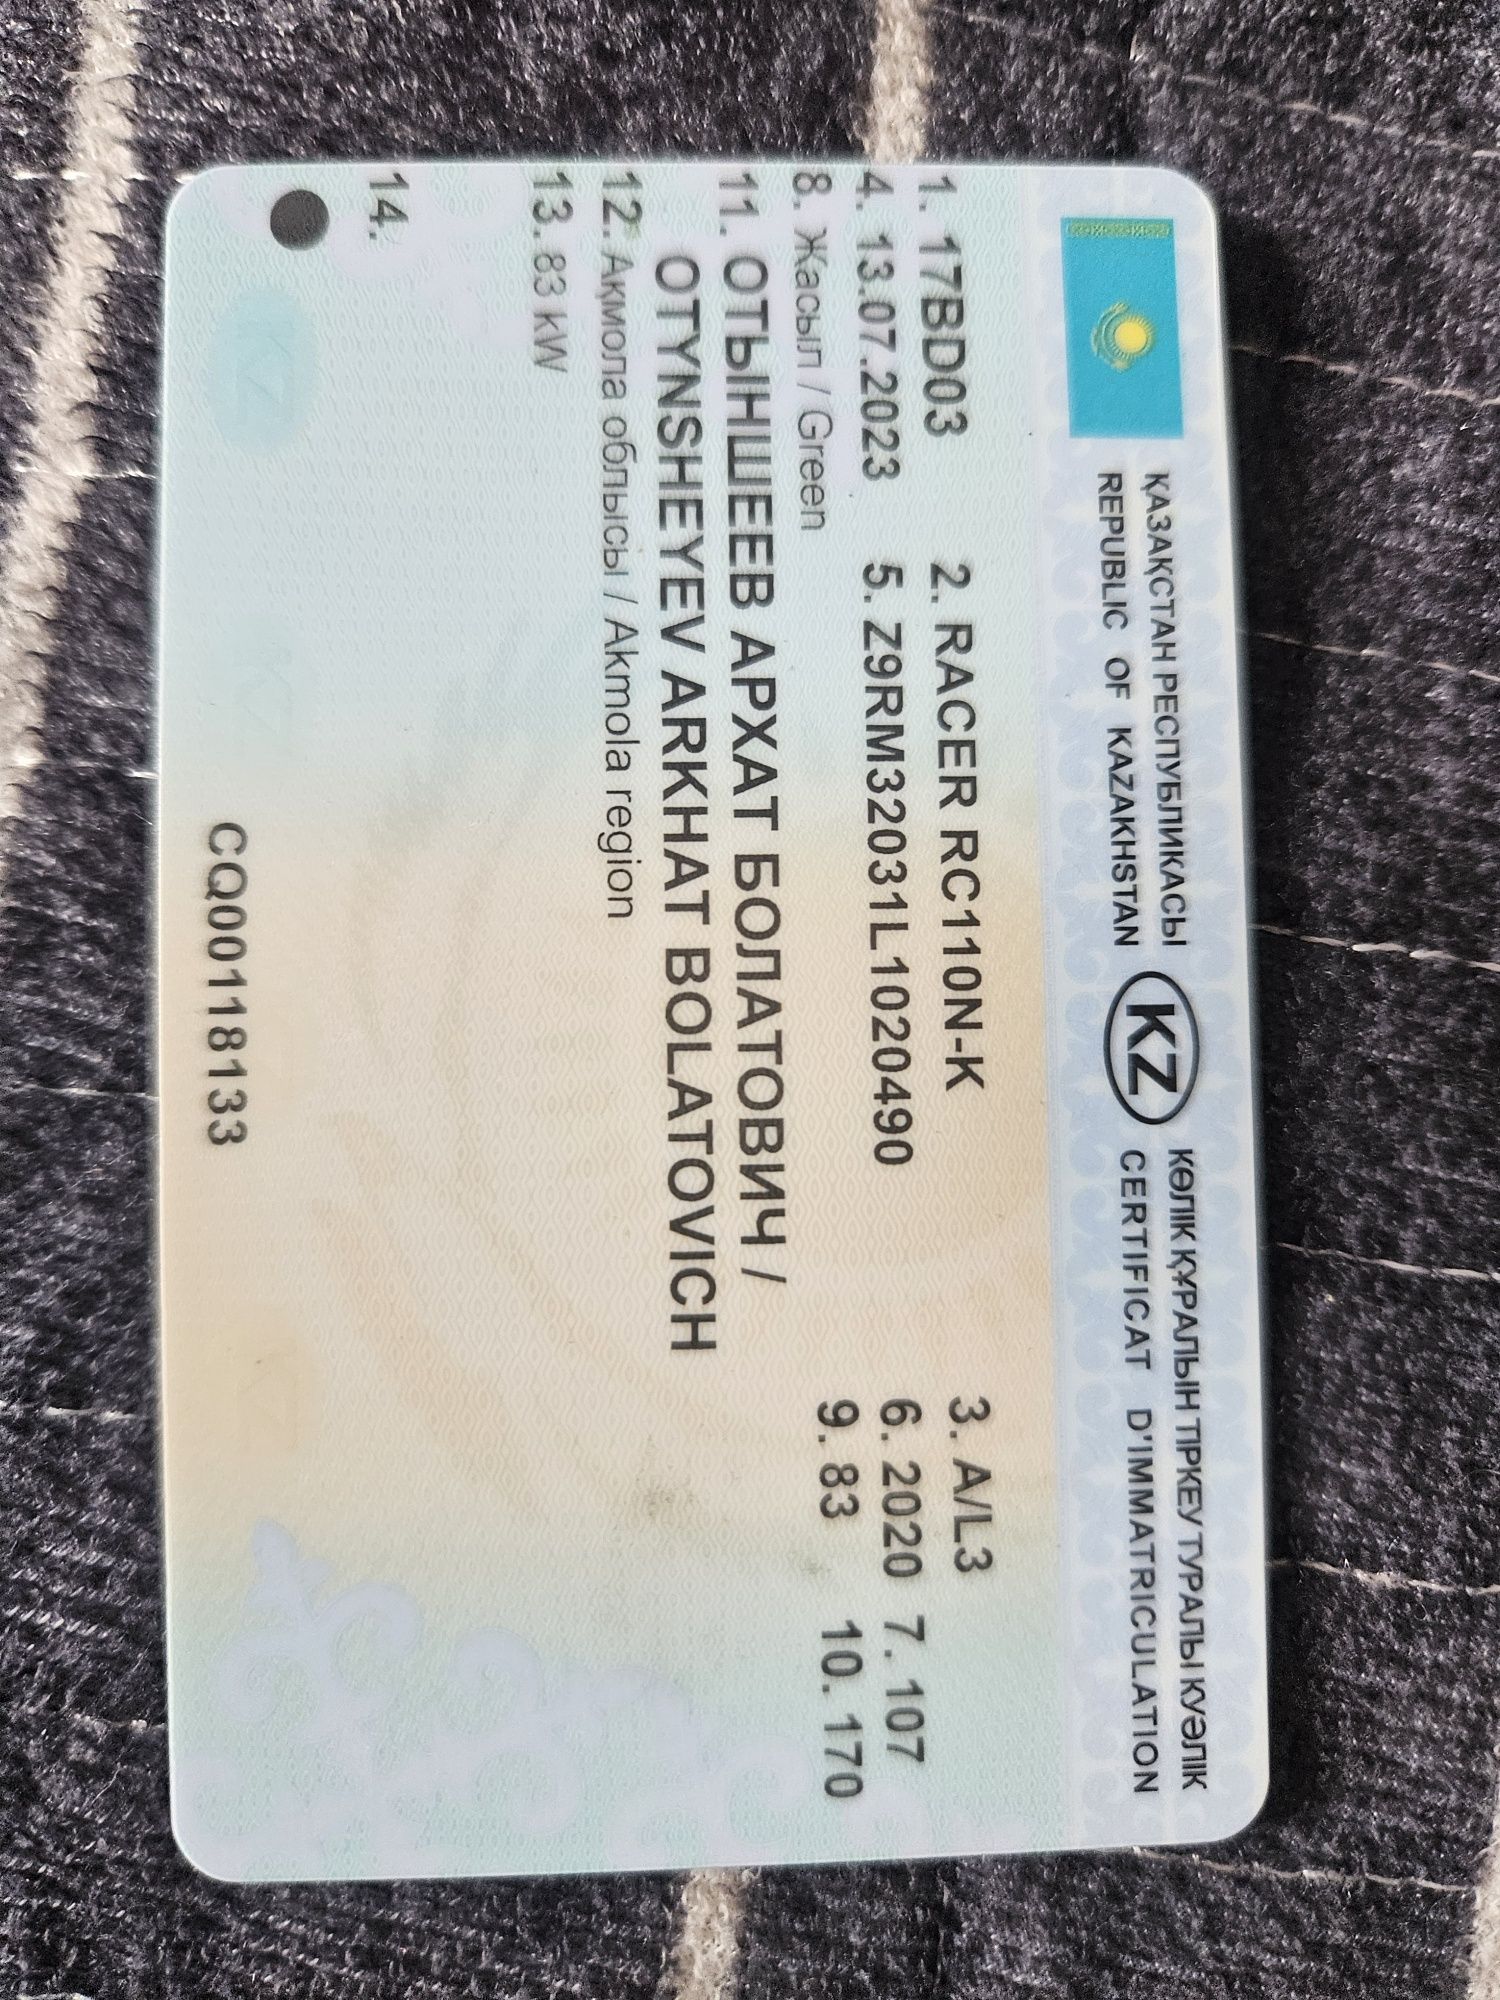 ҚАЗАҚСТАН РЕСПУБЛИКАСЫ KZ КӨЛІК ҚҰРАЛЫН ТІРКЕУ ТУРАЛЫ КУӘЛІК
REPUBLIC OF KAZAKHSTAN CERTIFICAT D'IMMATRICULATION
1. 17BD03 2. RACER RC110N-K 3. A/L3
4. 13.07.2023 5. Z9RM32031L1020490 6. 2020 7. 107
8. Жасыл / Green 9. 83 10. 170
11. ОТЫНШЕЕВ АРХАТ БОЛАТОВИЧ /
OTYNSHEYEV ARKHAT BOLATOVICH
12. Ақмола облысы / Akmola region
13. 83 kW
14.
CQ00118133